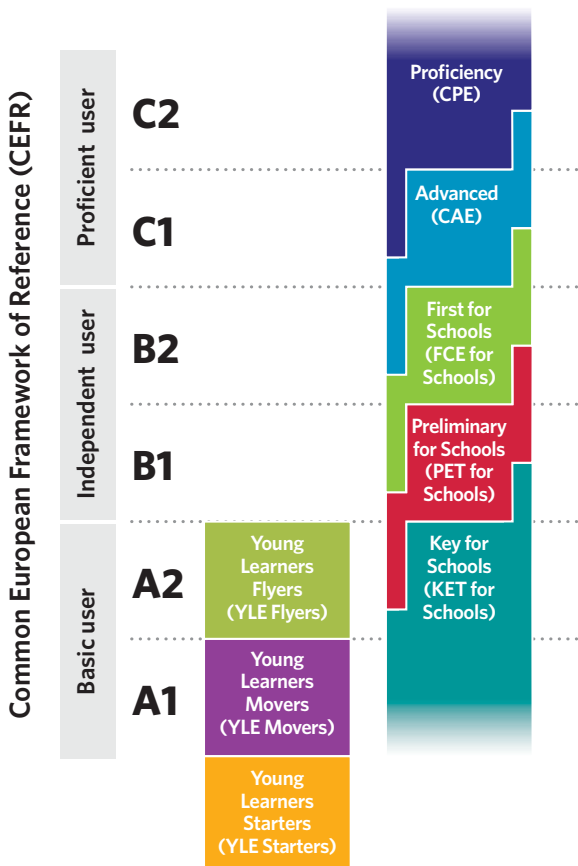 Common European Framework of Reference (CEFR)
Proficient user
Independent user
Basic user
C2
C1
B2
B1
A2
A1
Young
Learners
Flyers
(YLE Flyers)
Young
Learners
Movers
(YLE Movers)
Young
Learners
Starters
(YLE Starters)
Proficiency
(CPE)
Advanced
(CAE)
First for
Schools
(FCE for
Schools)
Preliminary
for Schools
(PET for
Schools)
Key for
Schools
(KET for
Schools)